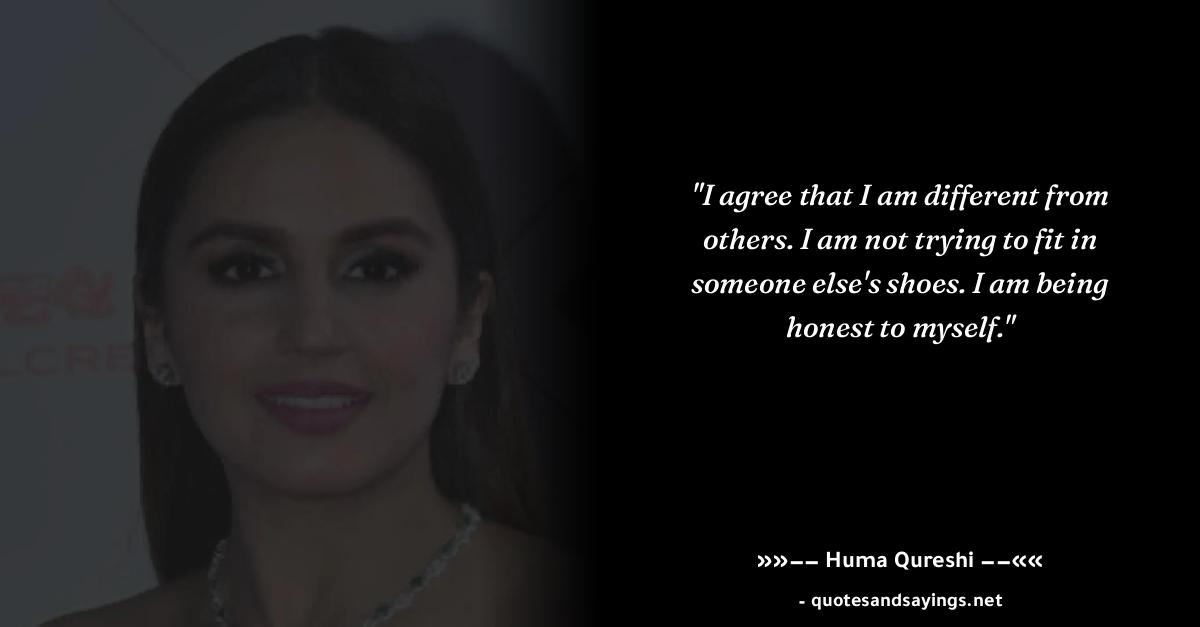 "I agree that I am different from
others. I am not trying to fit in
someone else's shoes. I am being
honest to myself."
»»–– Huma Qureshi ––««
- quotesandsayings.net
LCRE